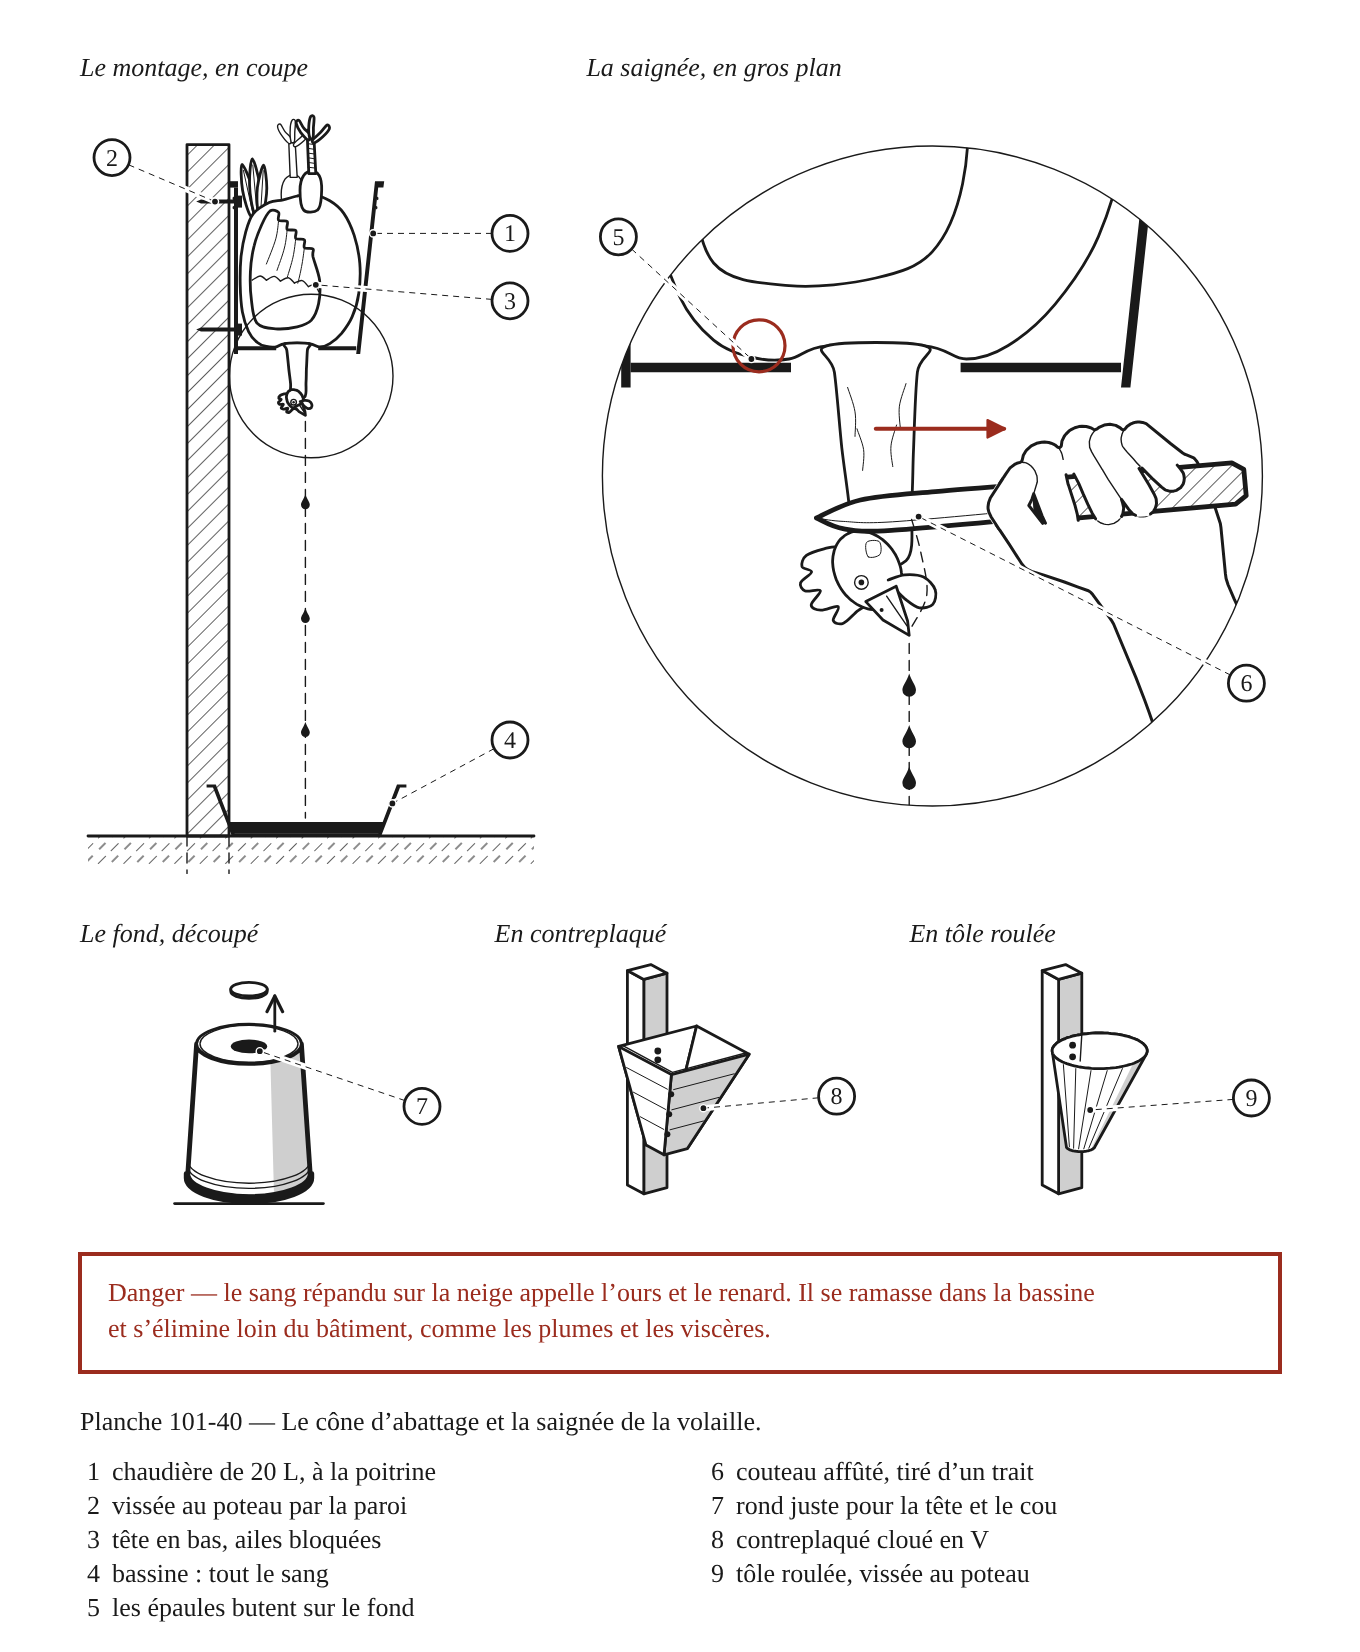 Le montage, en coupe
La saignée, en gros plan
2
1
5
3
4
6
Le fond, découpé
En contreplaqué
En tôle roulée
7
8
9
Danger — le sang répandu sur la neige appelle l’ours et le renard. Il se ramasse dans la bassine
et s’élimine loin du bâtiment, comme les plumes et les viscères.
Planche 101-40 — Le cône d’abattage et la saignée de la volaille.
1 chaudière de 20 L, à la poitrine
2 vissée au poteau par la paroi
3 tête en bas, ailes bloquées
4 bassine : tout le sang
5 les épaules butent sur le fond
6 couteau affûté, tiré d’un trait
7 rond juste pour la tête et le cou
8 contreplaqué cloué en V
9 tôle roulée, vissée au poteau